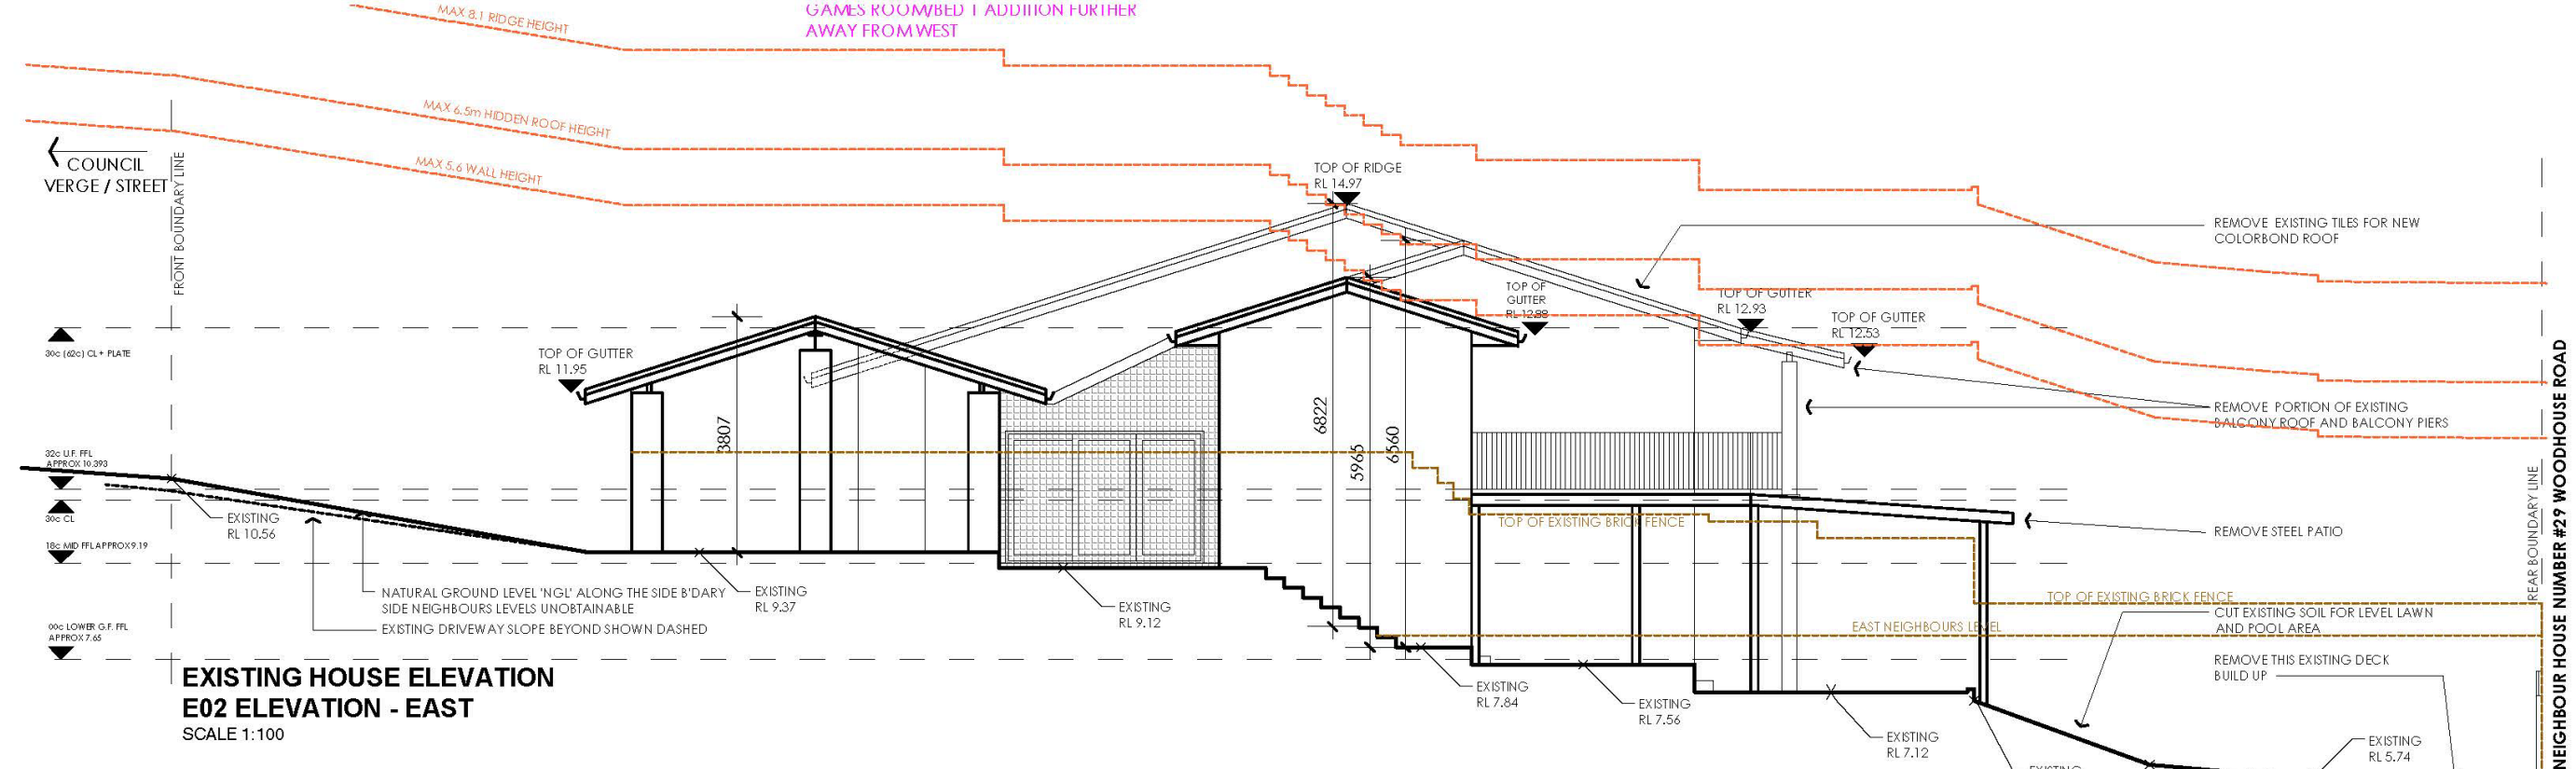 GAMES ROOM/BED 1 ADDITION FURTHER
AWAY FROM WEST
MAX 8.1 RIDGE HEIGHT
MAX 6.5m HIDDEN ROOF HEIGHT
MAX 5.6 WALL HEIGHT
COUNCIL
VERGE / STREET
FRONT BOUNDARY LINE
TOP OF RIDGE
RL 14.97
REMOVE EXISTING TILES FOR NEW
COLORBOND ROOF
TOP OF
GUTTER
RL 12.88
TOP OF GUTTER
RL 12.93
TOP OF GUTTER
RL 12.53
30c (62c) CL + PLATE
TOP OF GUTTER
RL 11.95
3807
6822
5965
6560
REMOVE PORTION OF EXISTING
BALCONY ROOF AND BALCONY PIERS
32c U.F. FFL
APPROX 10.393
30c CL
18c MID FFL APPROX 9.19
EXISTING
RL 10.56
TOP OF EXISTING BRICK FENCE
REMOVE STEEL PATIO
REAR BOUNDARY LINE
NEIGHBOUR HOUSE NUMBER #29 WOODHOUSE ROAD
NATURAL GROUND LEVEL 'NGL' ALONG THE SIDE B'DARY
SIDE NEIGHBOURS LEVELS UNOBTAINABLE
EXISTING DRIVEWAY SLOPE BEYOND SHOWN DASHED
EXISTING
RL 9.37
EXISTING
RL 9.12
TOP OF EXISTING BRICK FENCE
CUT EXISTING SOIL FOR LEVEL LAWN
AND POOL AREA
EAST NEIGHBOURS LEVEL
00c LOWER G.F. FFL
APPROX 7.65
REMOVE THIS EXISTING DECK
BUILD UP
EXISTING HOUSE ELEVATION
E02 ELEVATION - EAST
SCALE 1:100
EXISTING
RL 7.84
EXISTING
RL 7.56
EXISTING
RL 7.12
EXISTING
RL 5.74
EXISTING